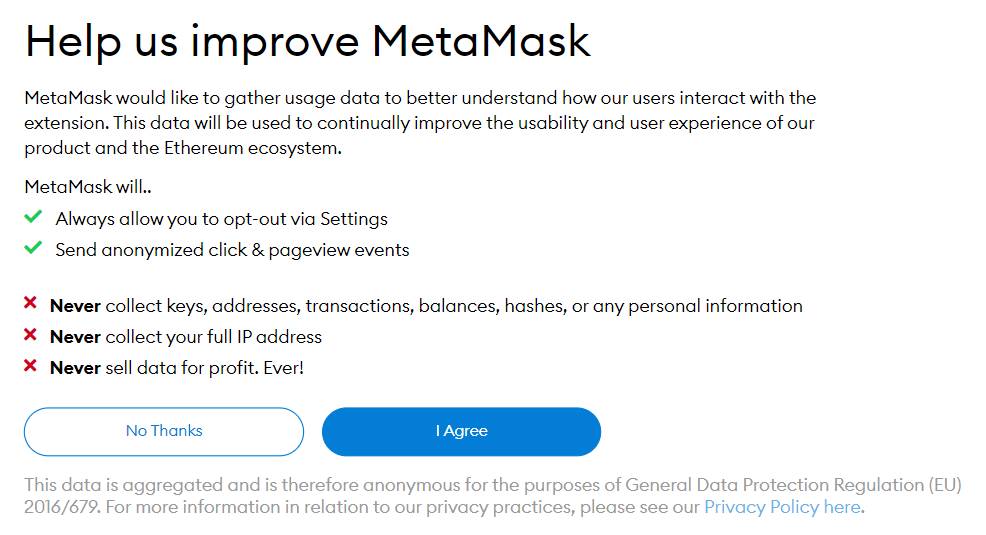 Help us improve MetaMask
MetaMask would like to gather usage data to better understand how our users interact with the
extension. This data will be used to continually improve the usability and user experience of our
product and the Ethereum ecosystem.
MetaMask will..
Always allow you to opt-out via Settings
Send anonymized click & pageview events
Never collect keys, addresses, transactions, balances, hashes, or any personal information
Never collect your full IP address
Never sell data for profit. Ever!
No Thanks
I Agree
This data is aggregated and is therefore anonymous for the purposes of General Data Protection Regulation (EU)
2016/679. For more information in relation to our privacy practices, please see our Privacy Policy here.